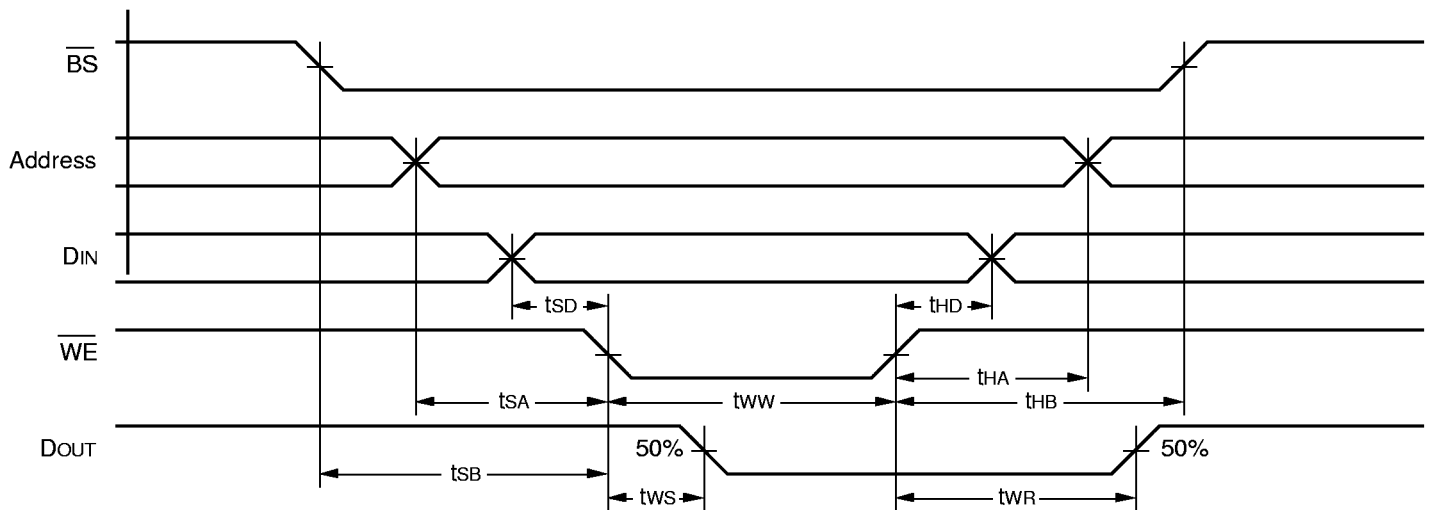 BS
Address
DIN
tSD
tHD
WE
tHA
tSA
tWW
tHB
DOUT
50%
50%
tSB
tWS
tWR